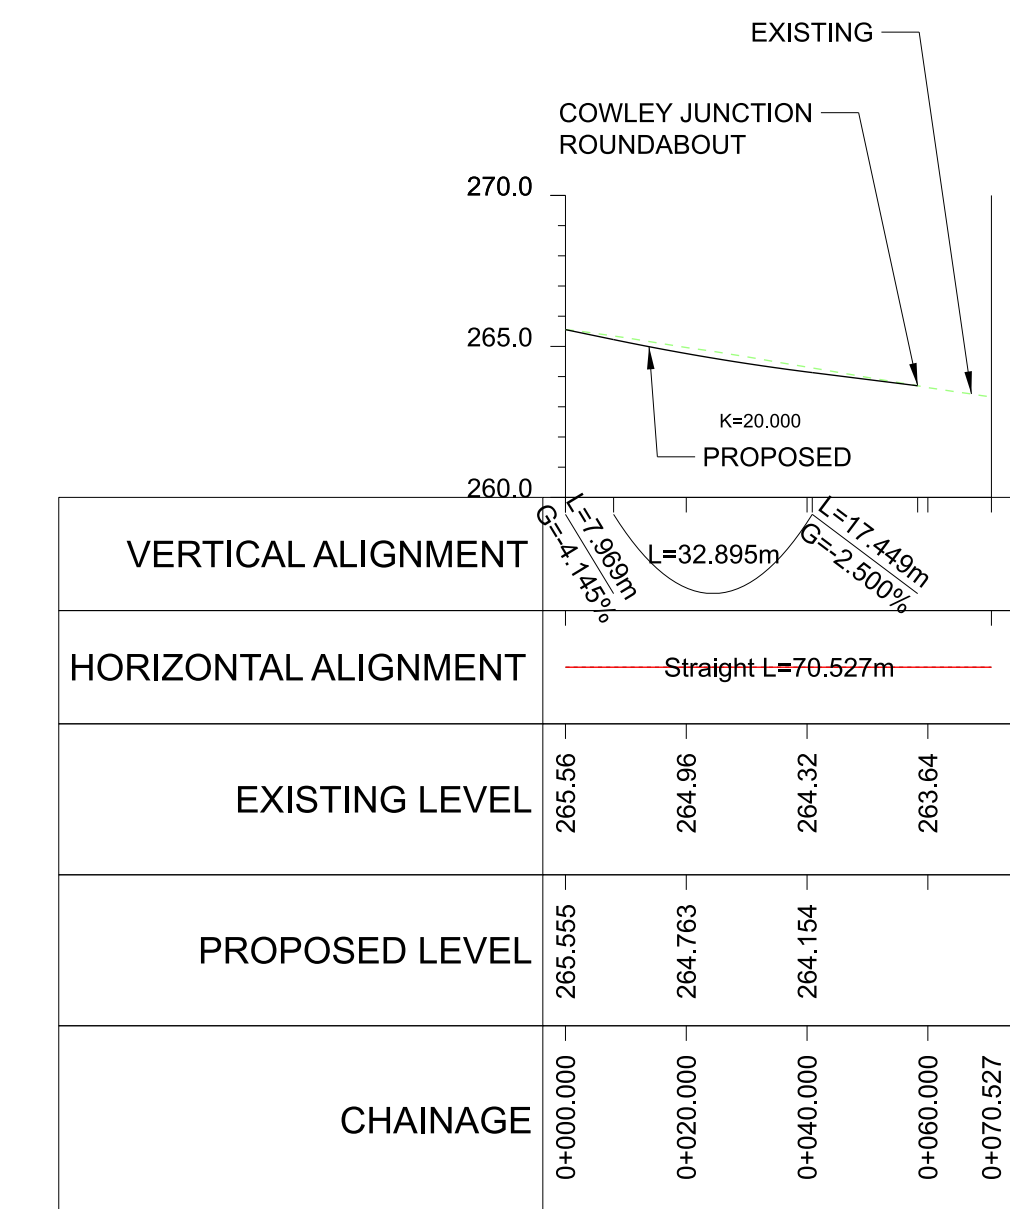 EXISTING
COWLEY JUNCTION
ROUNDABOUT
270.0
265.0
K=20.000
PROPOSED
260.0
VERTICAL ALIGNMENT
L=7.969m
G=-4.145%
L=32.895m
L=17.449m
G=-2.500%
HORIZONTAL ALIGNMENT
Straight L=70.527m
EXISTING LEVEL
265.56
264.96
264.32
263.64
PROPOSED LEVEL
265.555
264.763
264.154
CHAINAGE
0+000.000
0+020.000
0+040.000
0+060.000
0+070.527